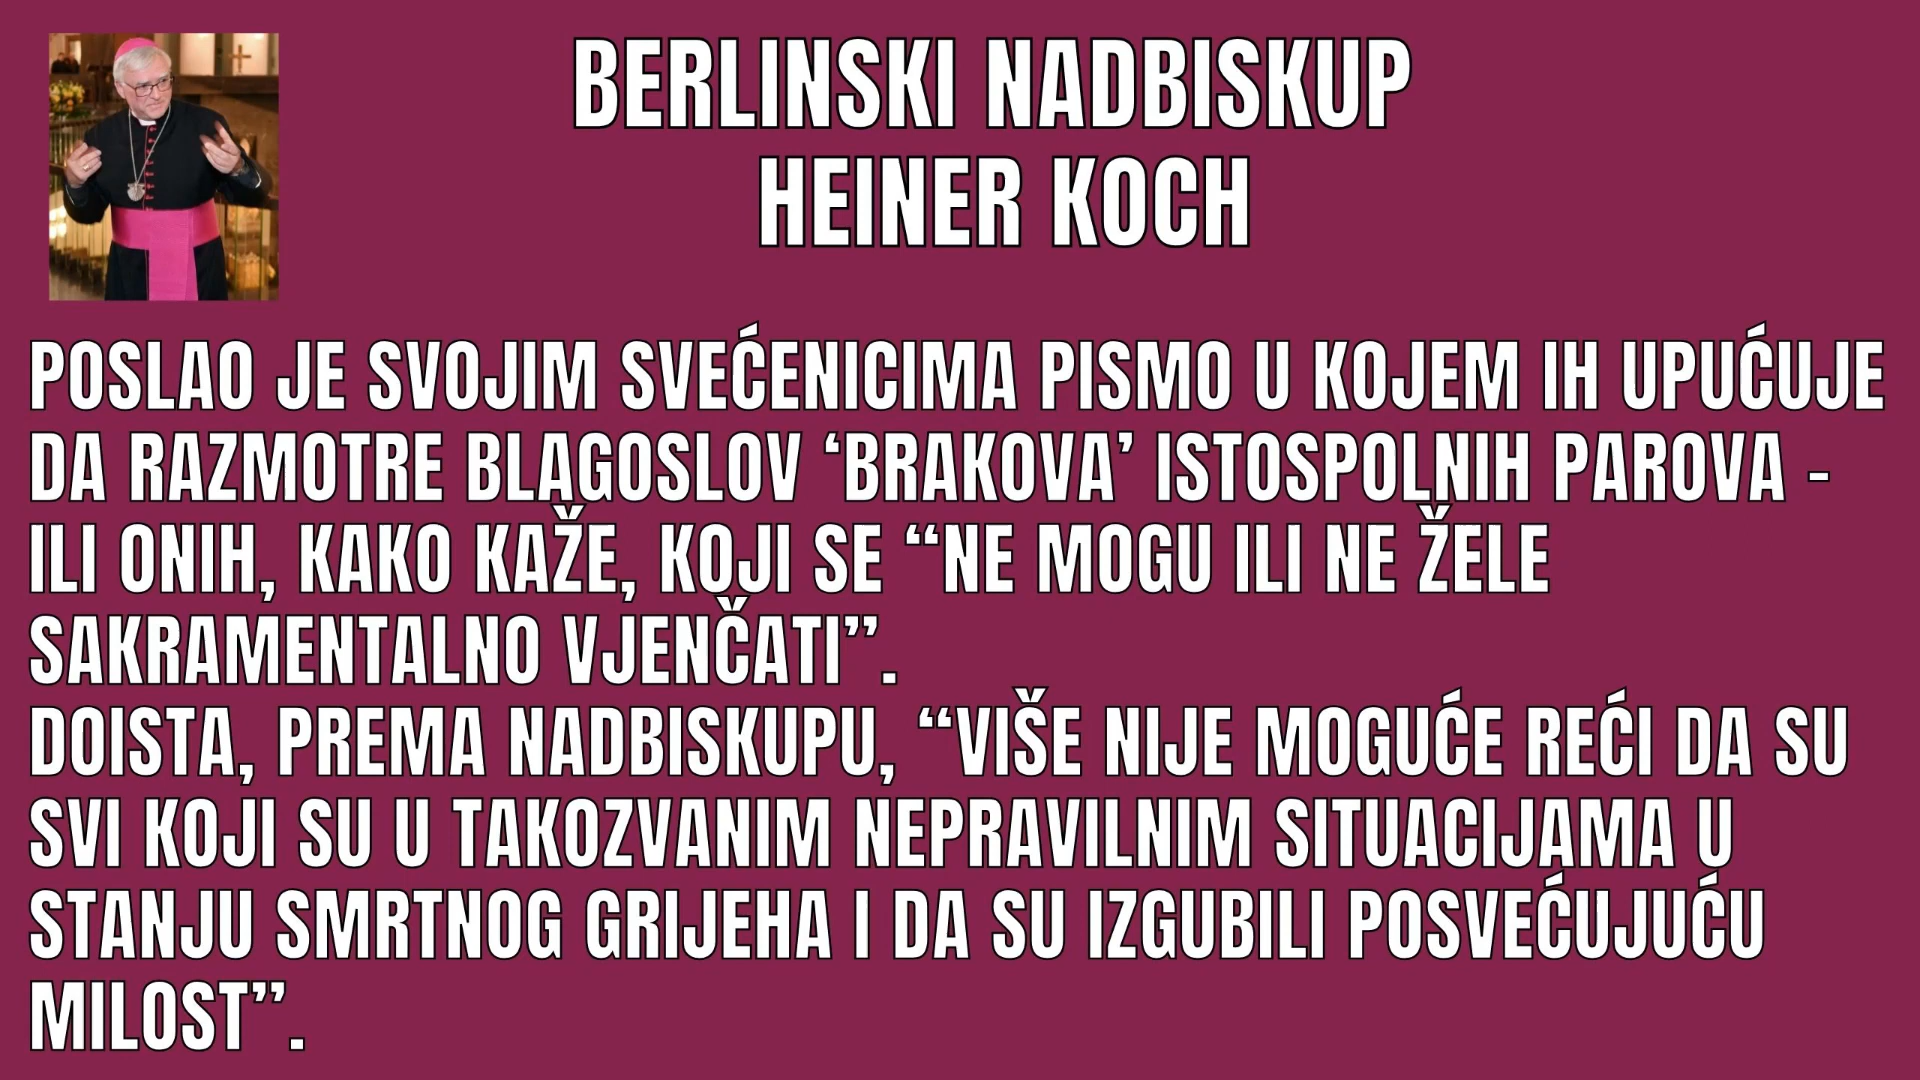 BERLINSKI NADBISKUP
HEINER KOCH
POSLAO JE SVOJIM SVEĆENICIMA PISMO U KOJEM IH UPUĆUJE
DA RAZMOTRE BLAGOSLOV ‘BRAKOVA’ ISTOSPOLNIH PAROVA -
ILI ONIH, KAKO KAŽE, KOJI SE “NE MOGU ILI NE ŽELE
SAKRAMENTALNO VJENČATI”.
DOISTA, PREMA NADBISKUPU, “VIŠE NIJE MOGUĆE REĆI DA SU
SVI KOJI SU U TAKOZVANIM NEPRAVILNIM SITUACIJAMA U
STANJU SMRTNOG GRIJEHA I DA SU IZGUBILI POSVEĆUJUĆU
MILOST”.